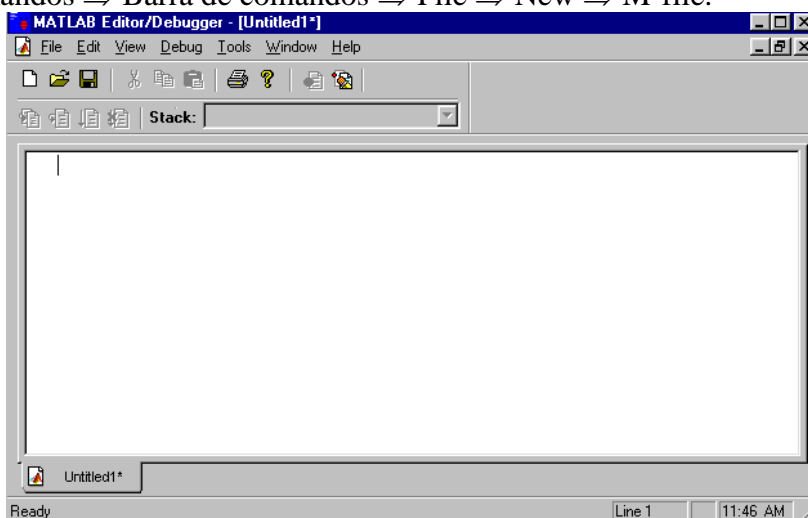 andos ⇒ Barra de comandos ⇒ File ⇒ New ⇒ M-file.
MATLAB Editor/Debugger - [Untitled1*]
File Edit View Debug Tools Window Help
Stack:
Untitled1*
Ready Line 1 11:46 AM